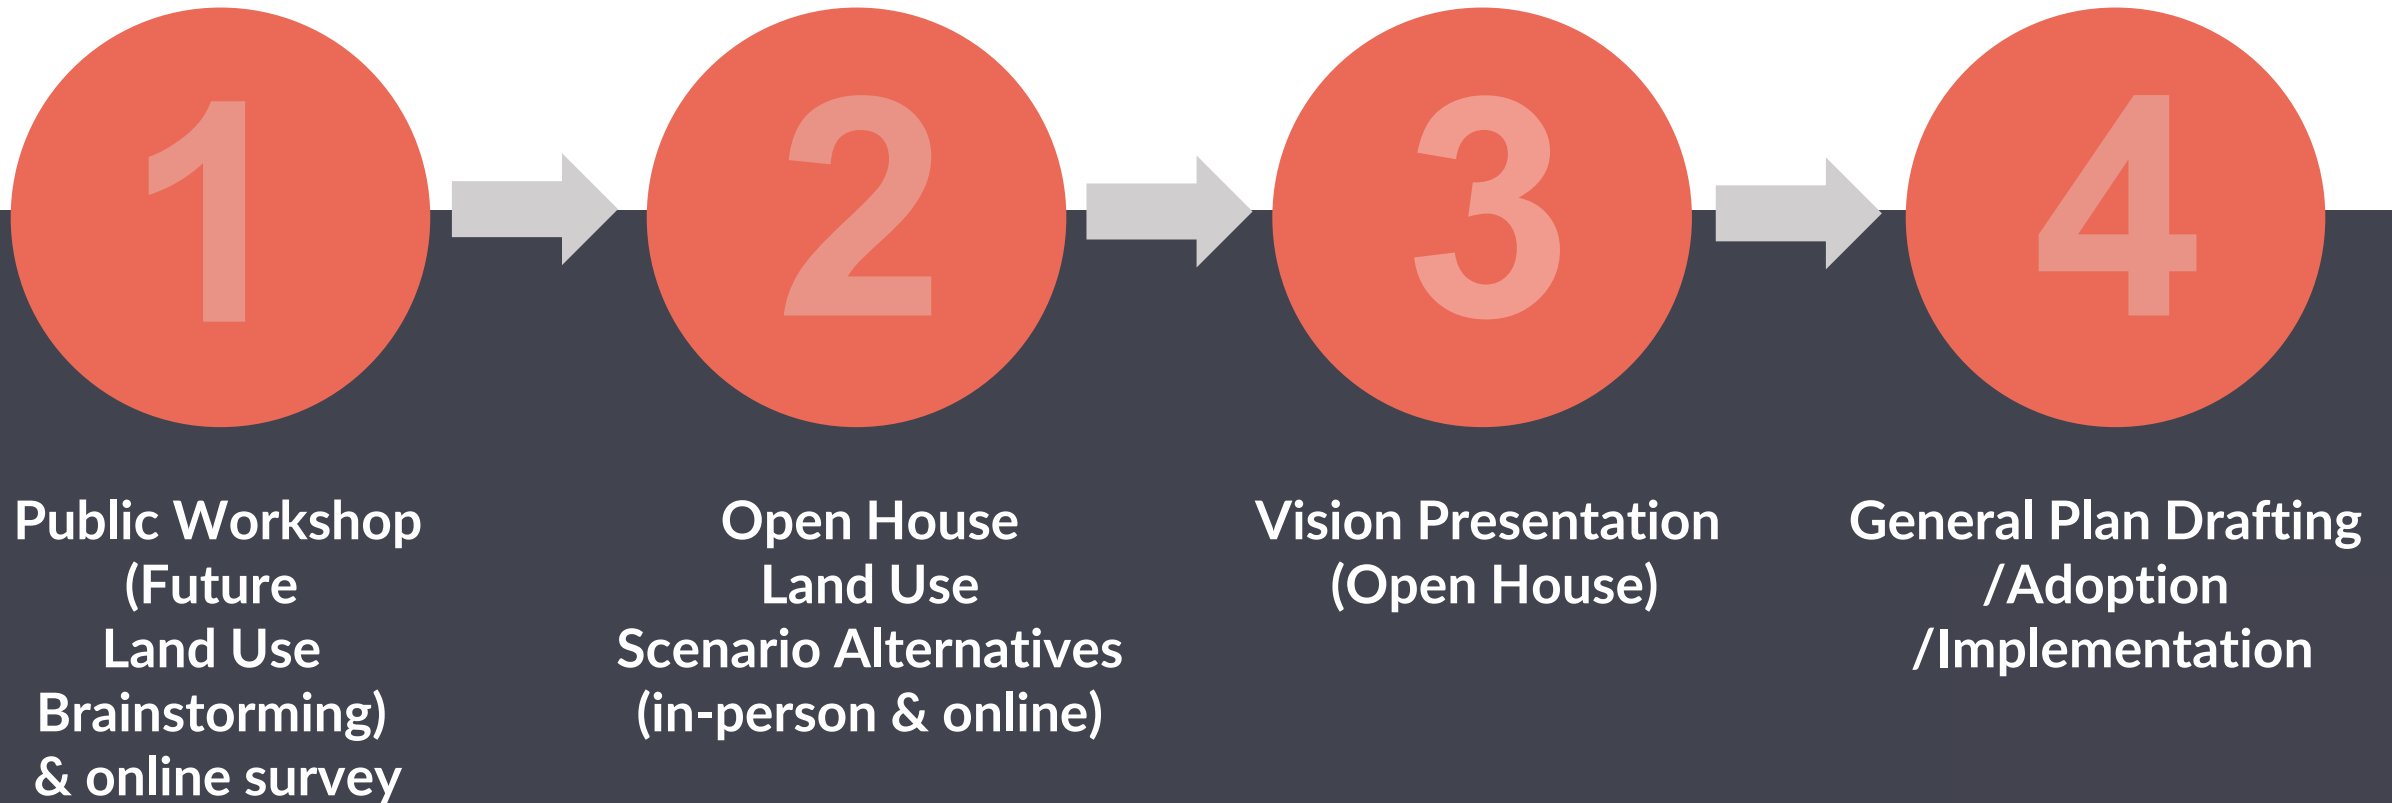 1
2
3
4
Public Workshop
(Future
Land Use
Brainstorming)
& online survey
Open House
Land Use
Scenario Alternatives
(in-person & online)
Vision Presentation
(Open House)
General Plan Drafting
/Adoption
/Implementation